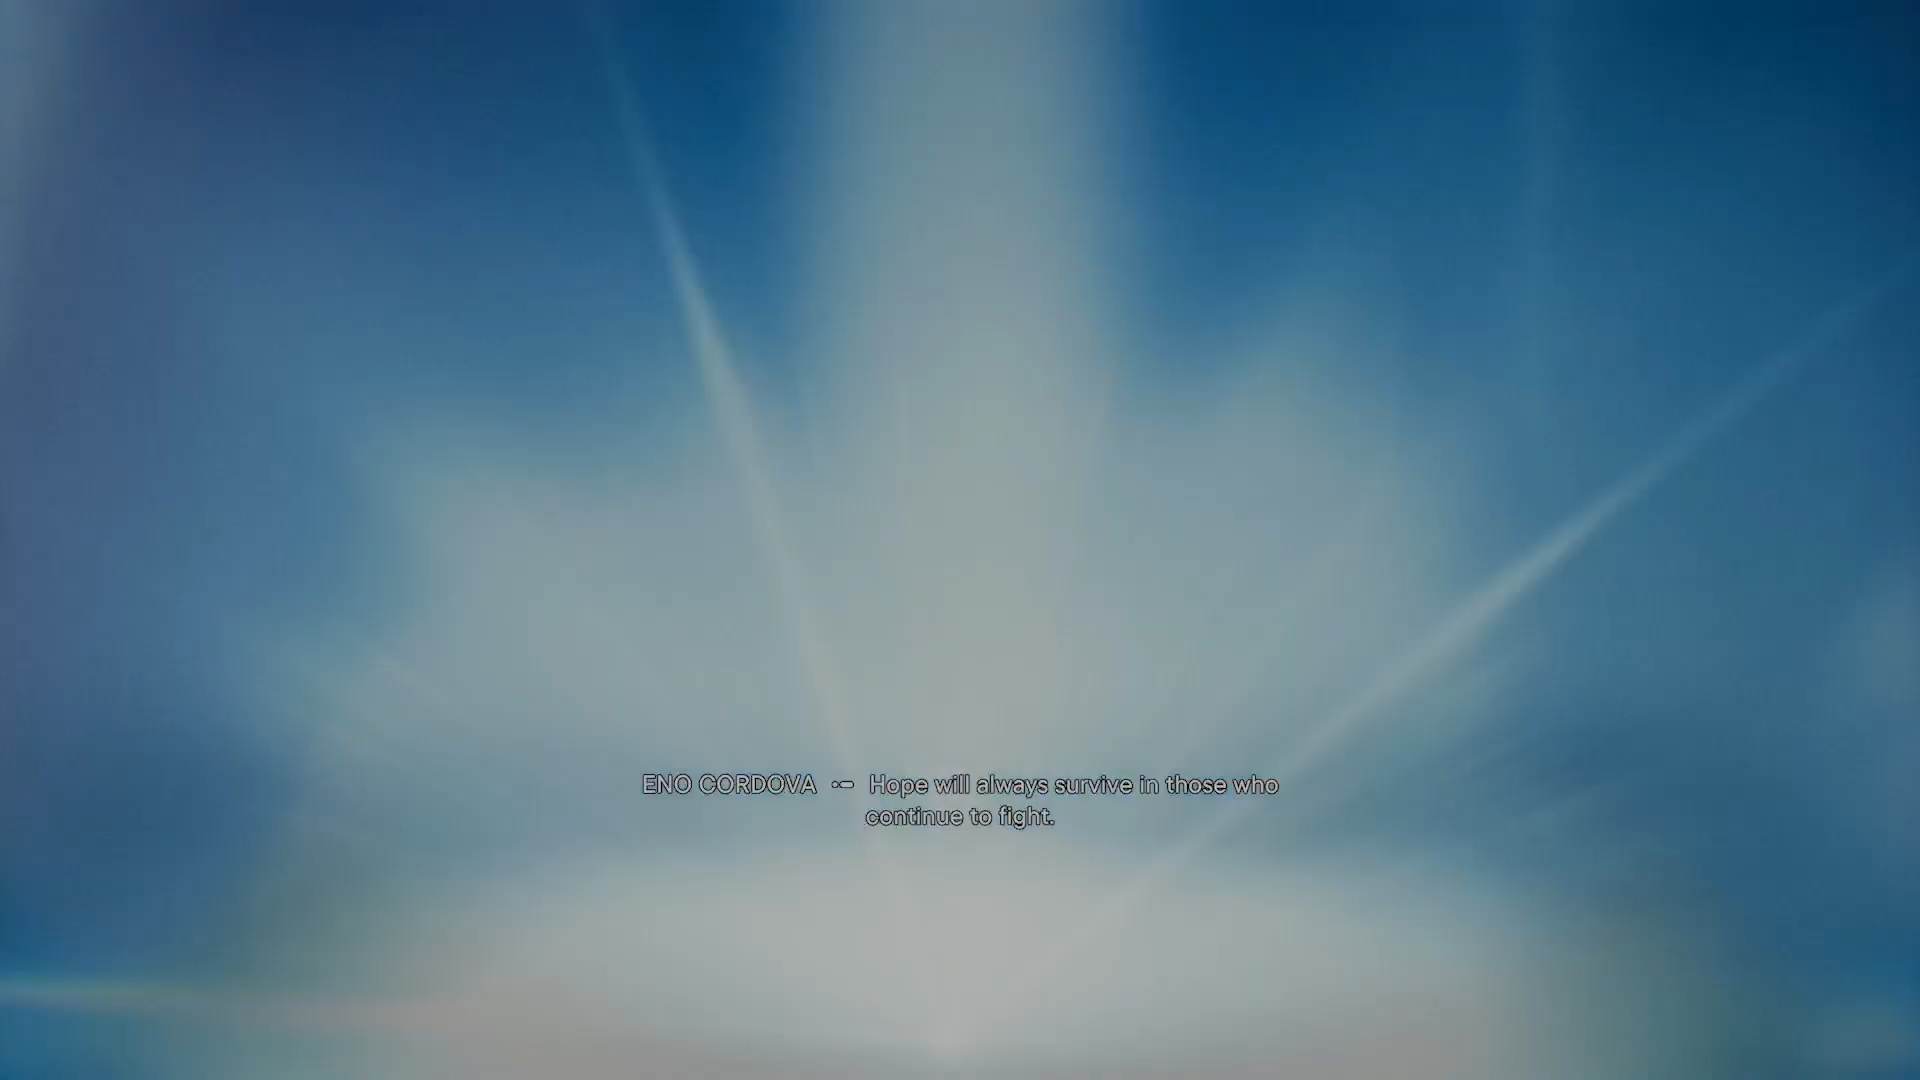 ENO CORDOVA •– Hope will always survive in those who
continue to fight.